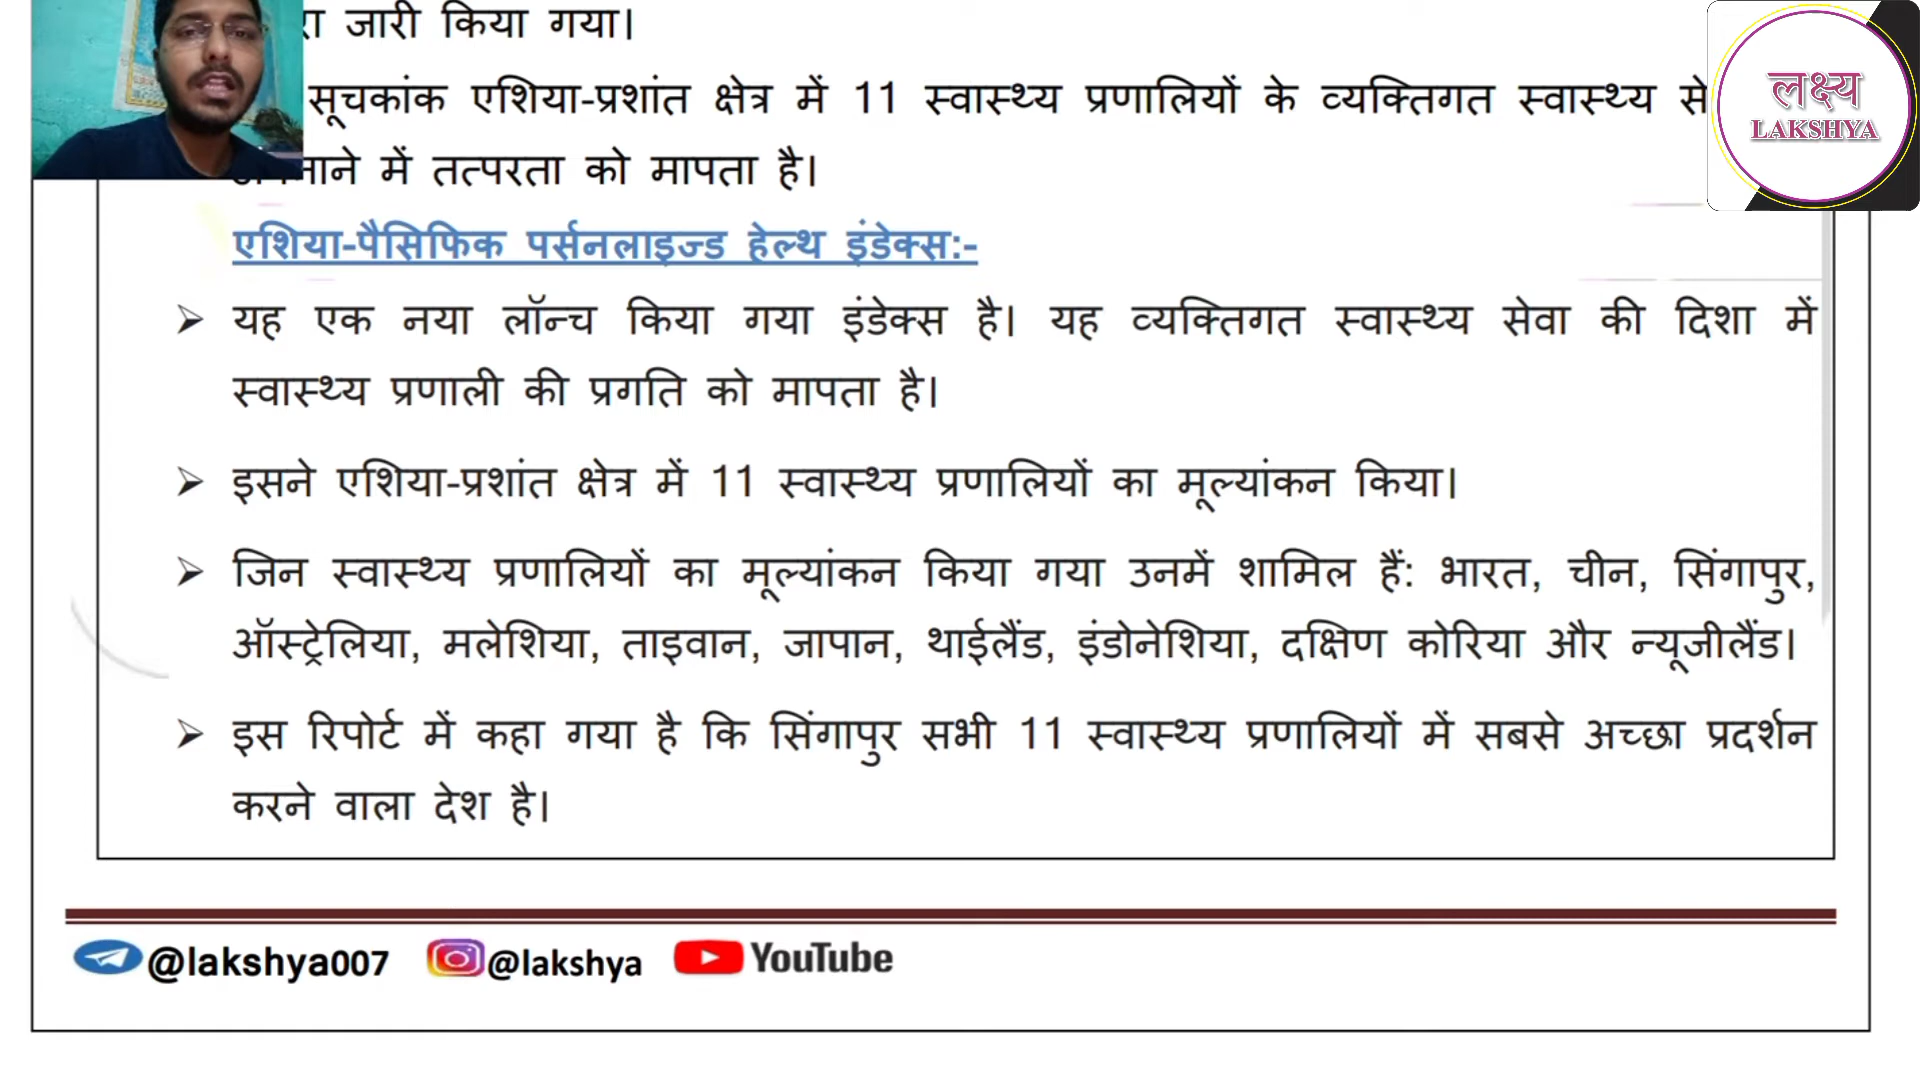 जारी किया गया।
सूचकांक एशिया-प्रशांत क्षेत्र में 11 स्वास्थ्य प्रणालियों के व्यक्तिगत स्वास्थ्य
में तत्परता को मापता है।
लक्ष्य
LAKSHYA
एशिया-पैसिफिक पर्सनलाइज्ड हेल्थ इंडेक्स:-
➢ यह एक नया लॉन्च किया गया इंडेक्स है। यह व्यक्तिगत स्वास्थ्य सेवा की दिशा में
स्वास्थ्य प्रणाली की प्रगति को मापता है।
➢ इसने एशिया-प्रशांत क्षेत्र में 11 स्वास्थ्य प्रणालियों का मूल्यांकन किया।
➢ जिन स्वास्थ्य प्रणालियों का मूल्यांकन किया गया उनमें शामिल हैं: भारत, चीन, सिंगापुर,
ऑस्ट्रेलिया, मलेशिया, ताइवान, जापान, थाईलैंड, इंडोनेशिया, दक्षिण कोरिया और न्यूजीलैंड।
➢ इस रिपोर्ट में कहा गया है कि सिंगापुर सभी 11 स्वास्थ्य प्रणालियों में सबसे अच्छा प्रदर्शन
करने वाला देश है।
@lakshya007 @lakshya YouTube